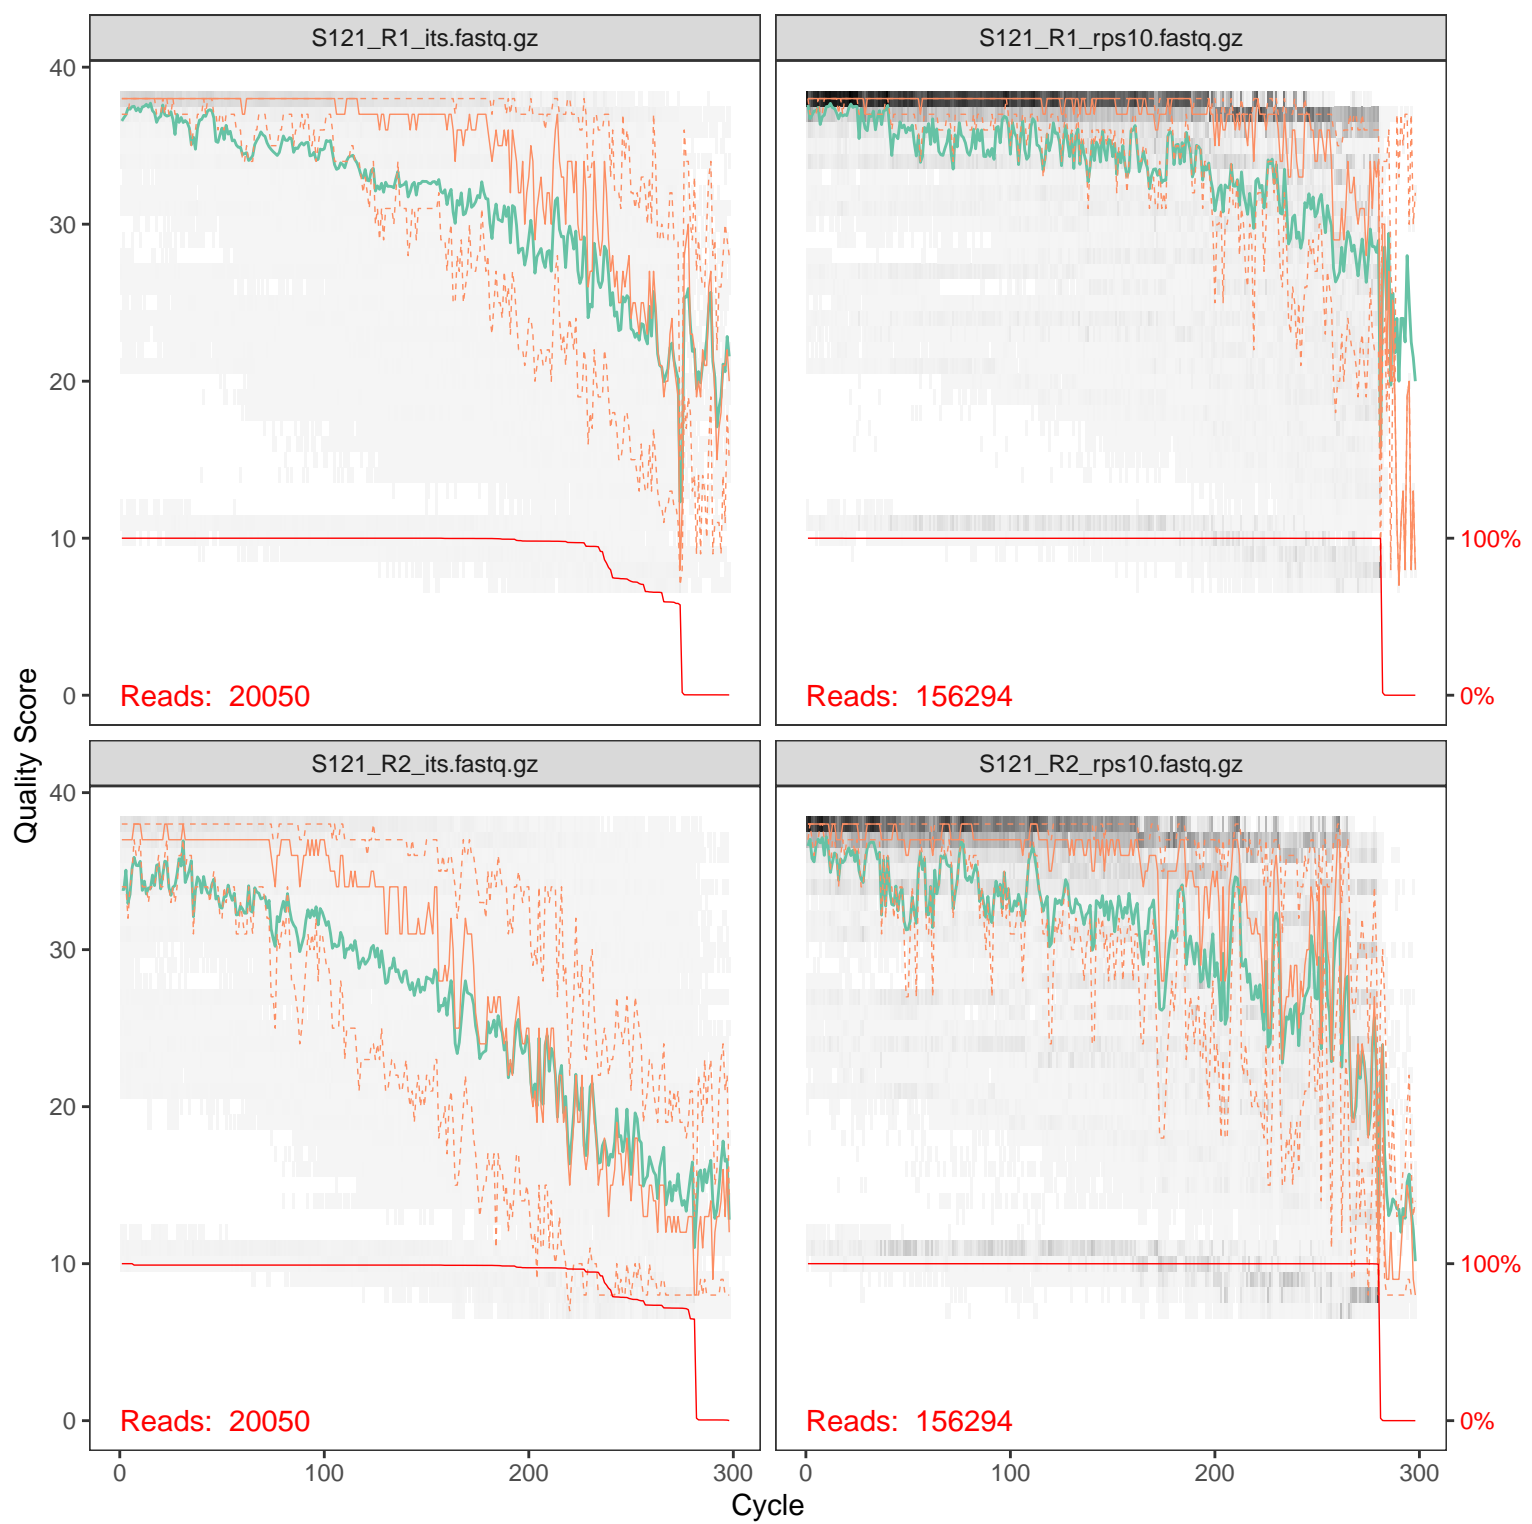 S121_R1_its.fastq.gz
S121_R1_rps10.fastq.gz
40
30
20
10
0
Reads: 20050
Reads: 156294
100%
0%
Quality Score
S121_R2_its.fastq.gz
S121_R2_rps10.fastq.gz
40
30
20
10
0
Reads: 20050
Reads: 156294
100%
0%
0 100 200 300
0 100 200 300
Cycle